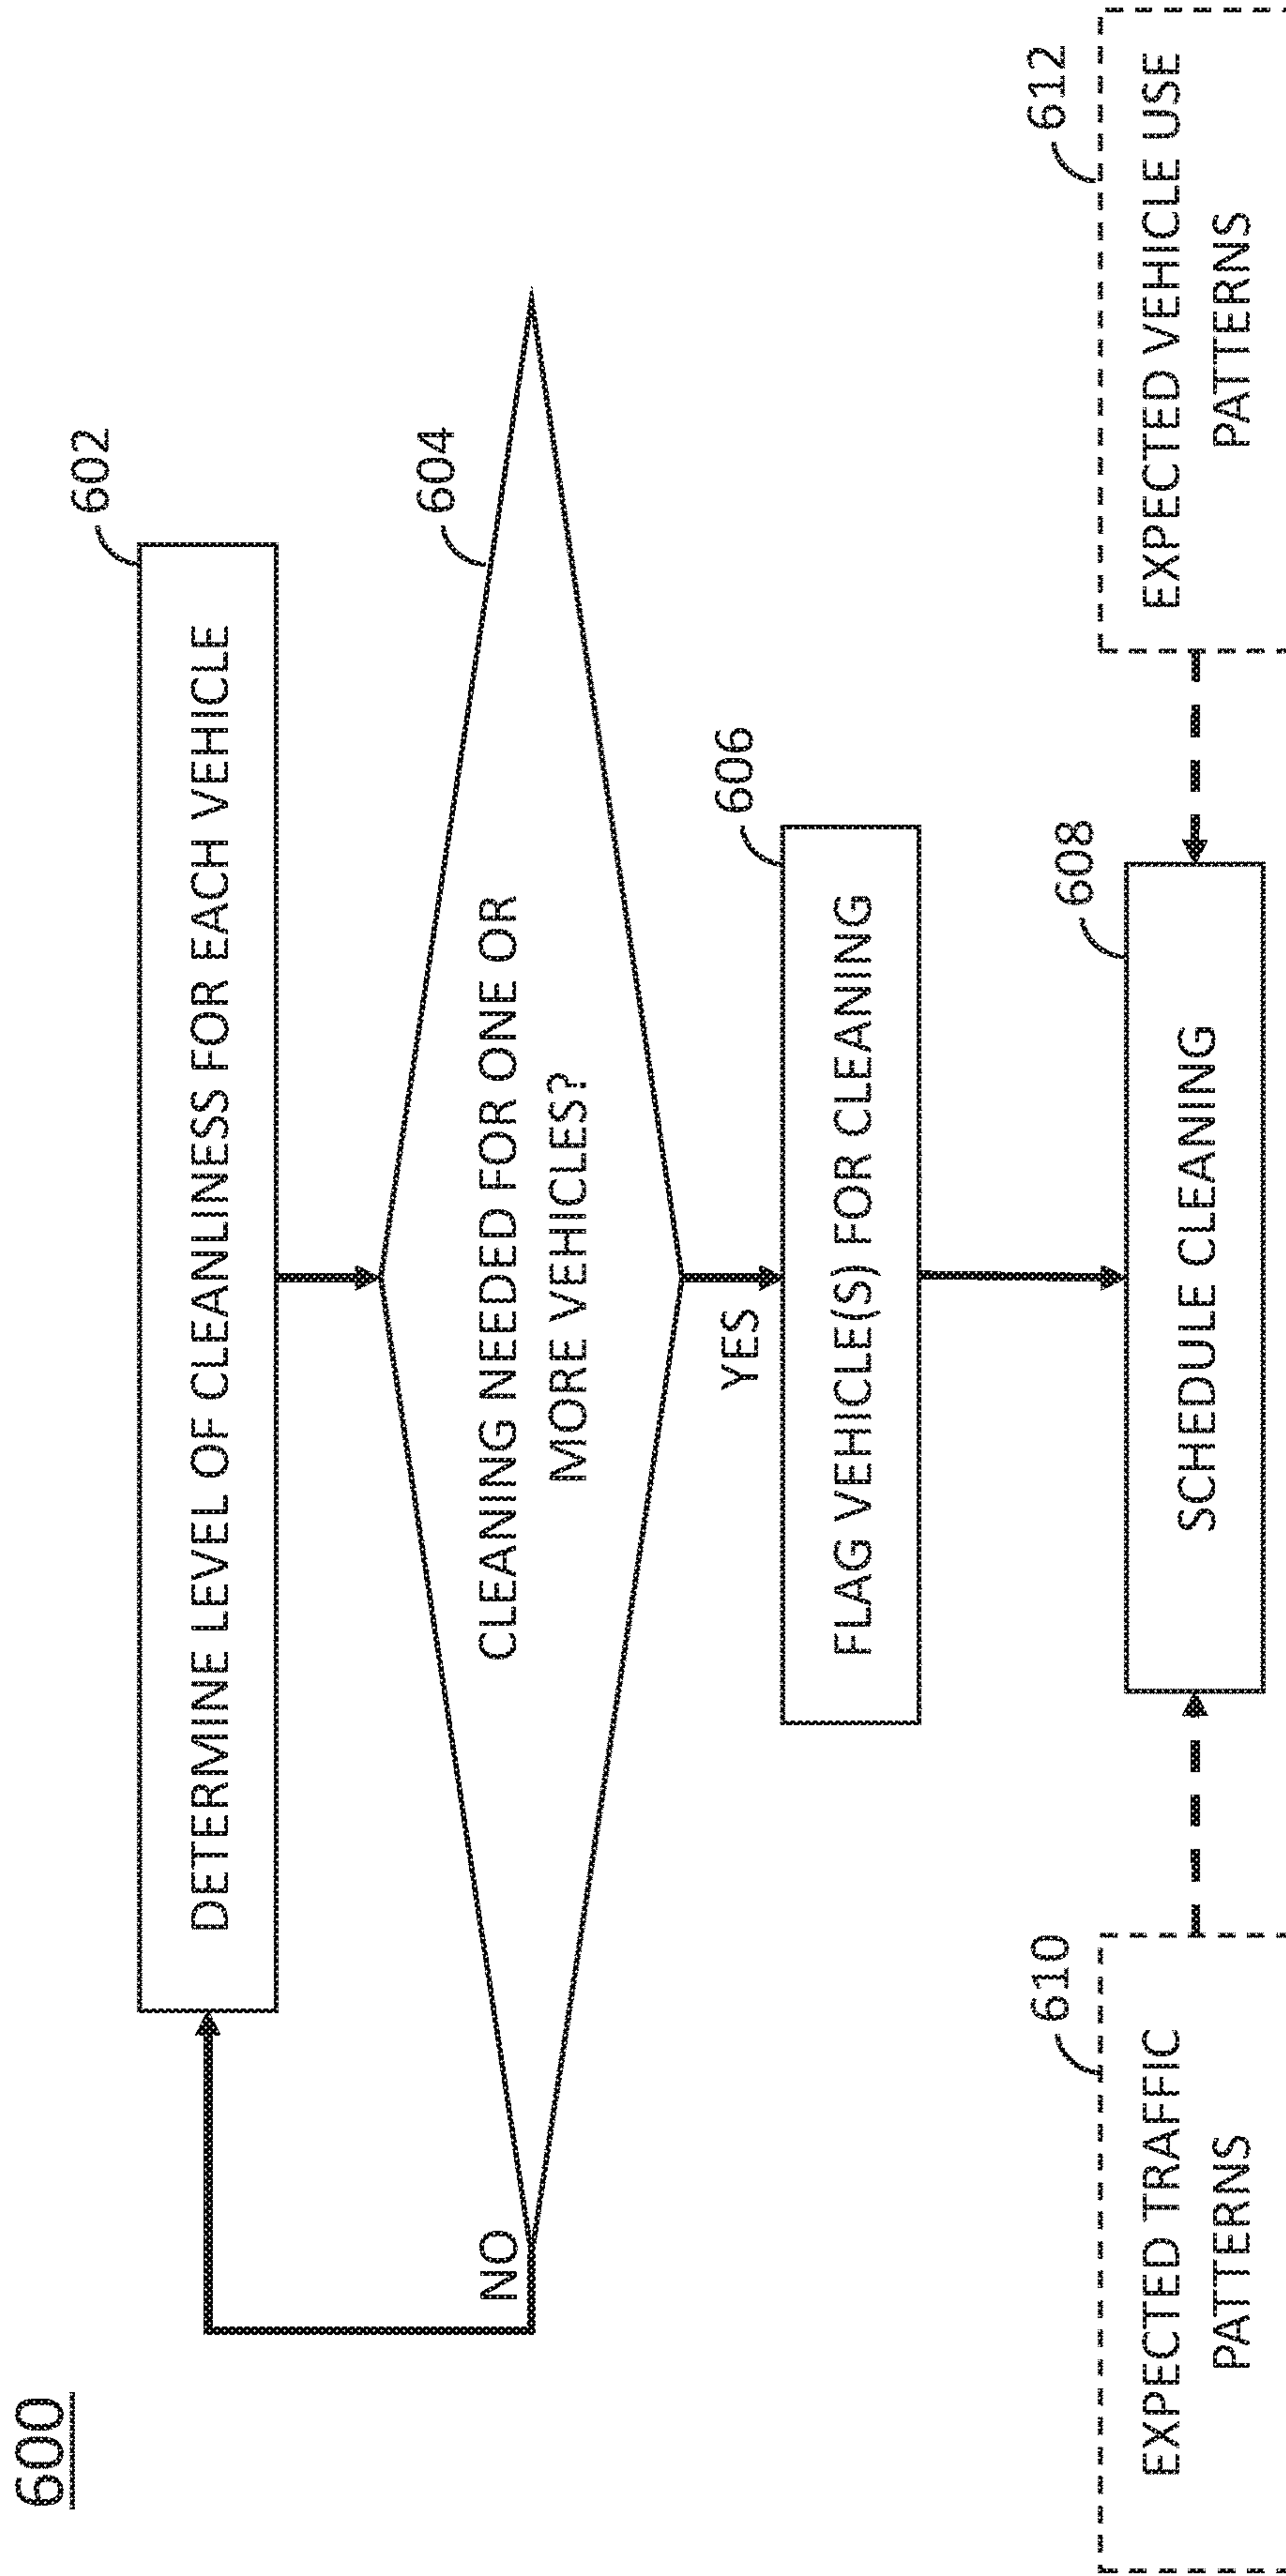 600
602
DETERMINE LEVEL OF CLEANLINESS FOR EACH VEHICLE
604
CLEANING NEEDED FOR ONE OR
MORE VEHICLES?
NO
YES
606
FLAG VEHICLE(S) FOR CLEANING
610
EXPECTED TRAFFIC
PATTERNS
608
SCHEDULE CLEANING
612
EXPECTED VEHICLE USE
PATTERNS